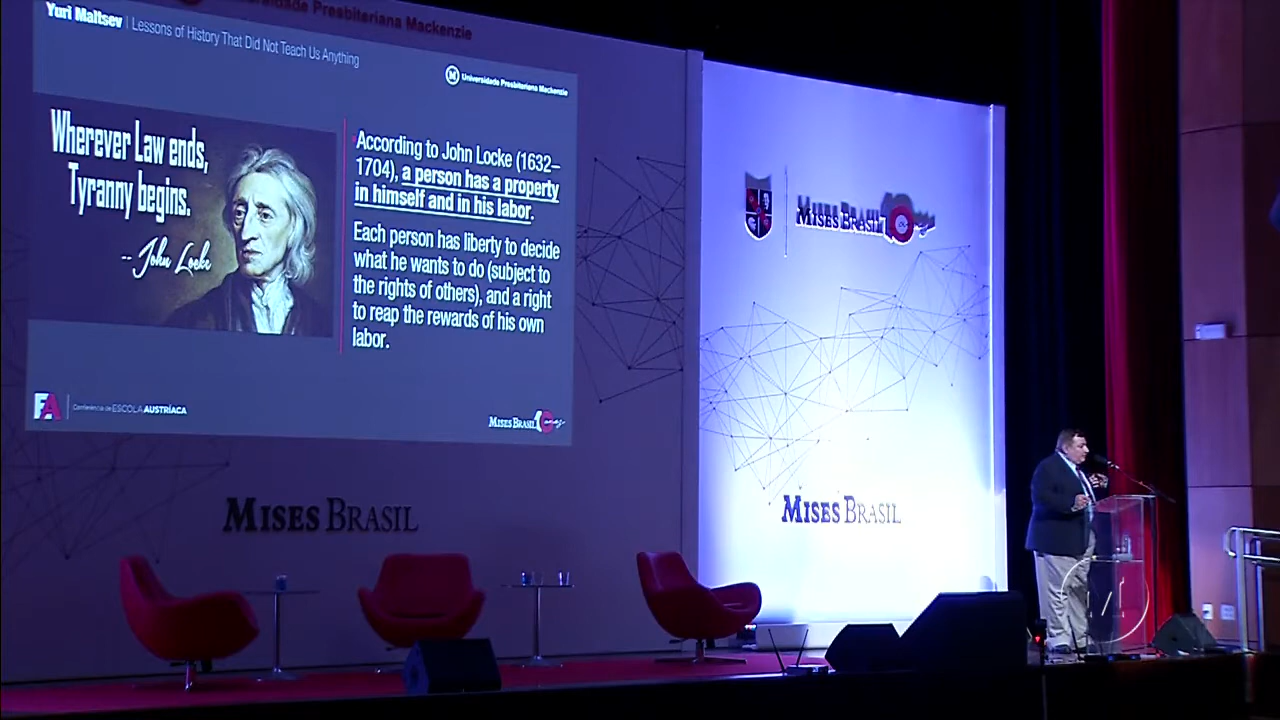 Universidade Presbiteriana Mackenzie
Yuri Maltsev | Lessons of History That Did Not Teach Us Anything
Universidade Presbiteriana Mackenzie
Wherever Law ends,
Tyranny begins.
-- John Locke
According to John Locke (1632–
1704), a person has a property
in himself and in his labor.
Each person has liberty to decide
what he wants to do (subject to
the rights of others), and a right
to reap the rewards of his own
labor.
Conferência de ESCOLA AUSTRÍACA
MISES BRASIL
MISES BRASIL
MISES BRASIL
MISES BRASIL